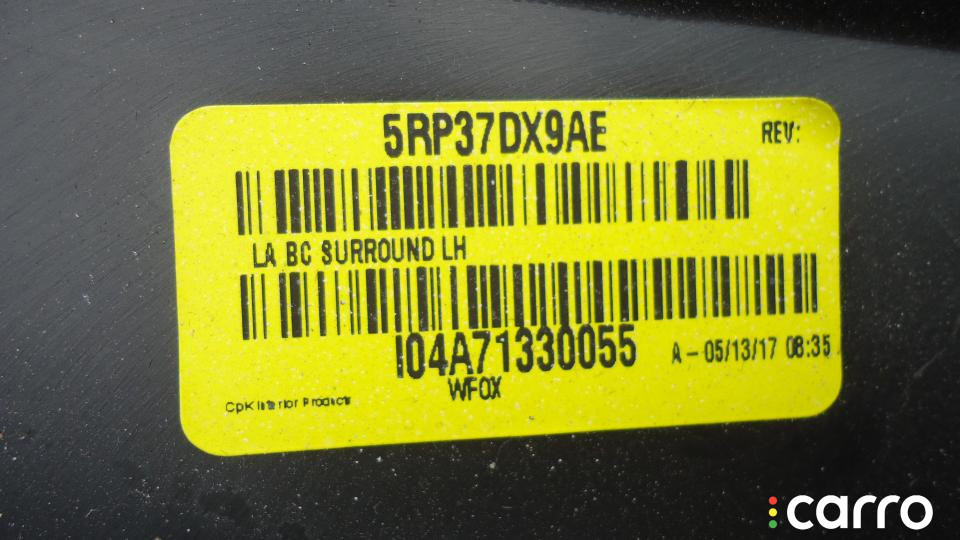 5RP37DX9AE REV:
LA BC SURROUND LH
I04A71330055 A - 05/13/17 08:35
WFOX
CpK Interior Products
carro